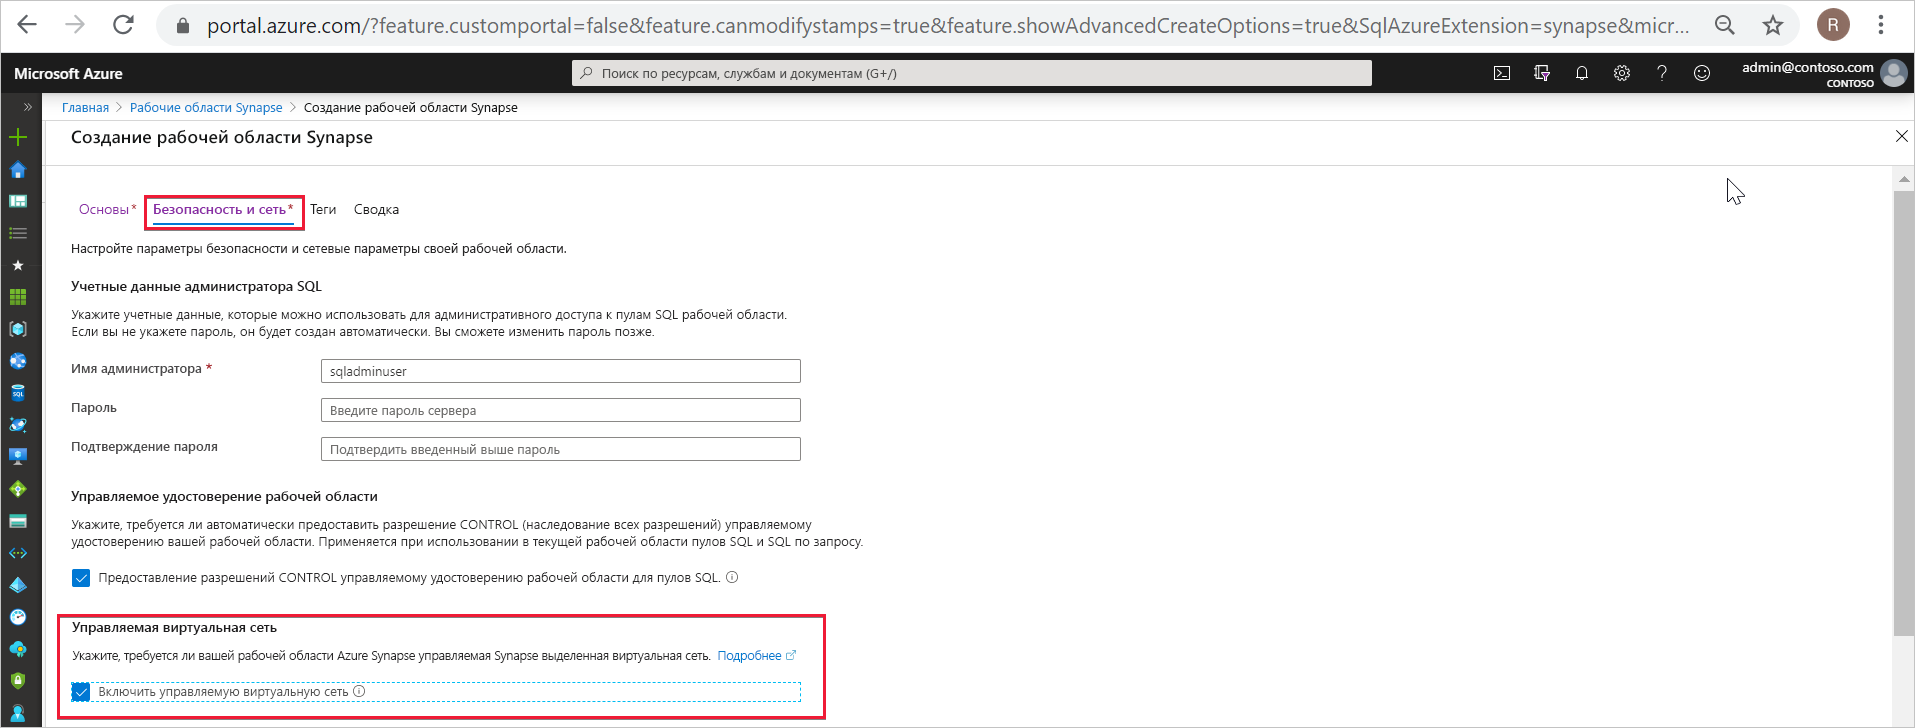 portal.azure.com/?feature.customportal=false&feature.canmodifystamps=true&feature.showAdvancedCreateOptions=true&SqlAzureExtension=synapse&micr...
R
Microsoft Azure
Поиск по ресурсам, службам и документам (G+/)
admin@contoso.com
CONTOSO
Главная > Рабочие области Synapse > Создание рабочей области Synapse
Создание рабочей области Synapse
Основы * Безопасность и сеть * Теги Сводка
Настройте параметры безопасности и сетевые параметры своей рабочей области.
Учетные данные администратора SQL
Укажите учетные данные, которые можно использовать для административного доступа к пулам SQL рабочей области.
Если вы не укажете пароль, он будет создан автоматически. Вы сможете изменить пароль позже.
Имя администратора *
sqladminuser
Пароль
Введите пароль сервера
Подтверждение пароля
Подтвердить введенный выше пароль
Управляемое удостоверение рабочей области
Укажите, требуется ли автоматически предоставить разрешение CONTROL (наследование всех разрешений) управляемому
удостоверению вашей рабочей области. Применяется при использовании в текущей рабочей области пулов SQL и SQL по запросу.
Предоставление разрешений CONTROL управляемому удостоверению рабочей области для пулов SQL.
Управляемая виртуальная сеть
Укажите, требуется ли вашей рабочей области Azure Synapse управляемая Synapse выделенная виртуальная сеть. Подробнее
Включить управляемую виртуальную сеть